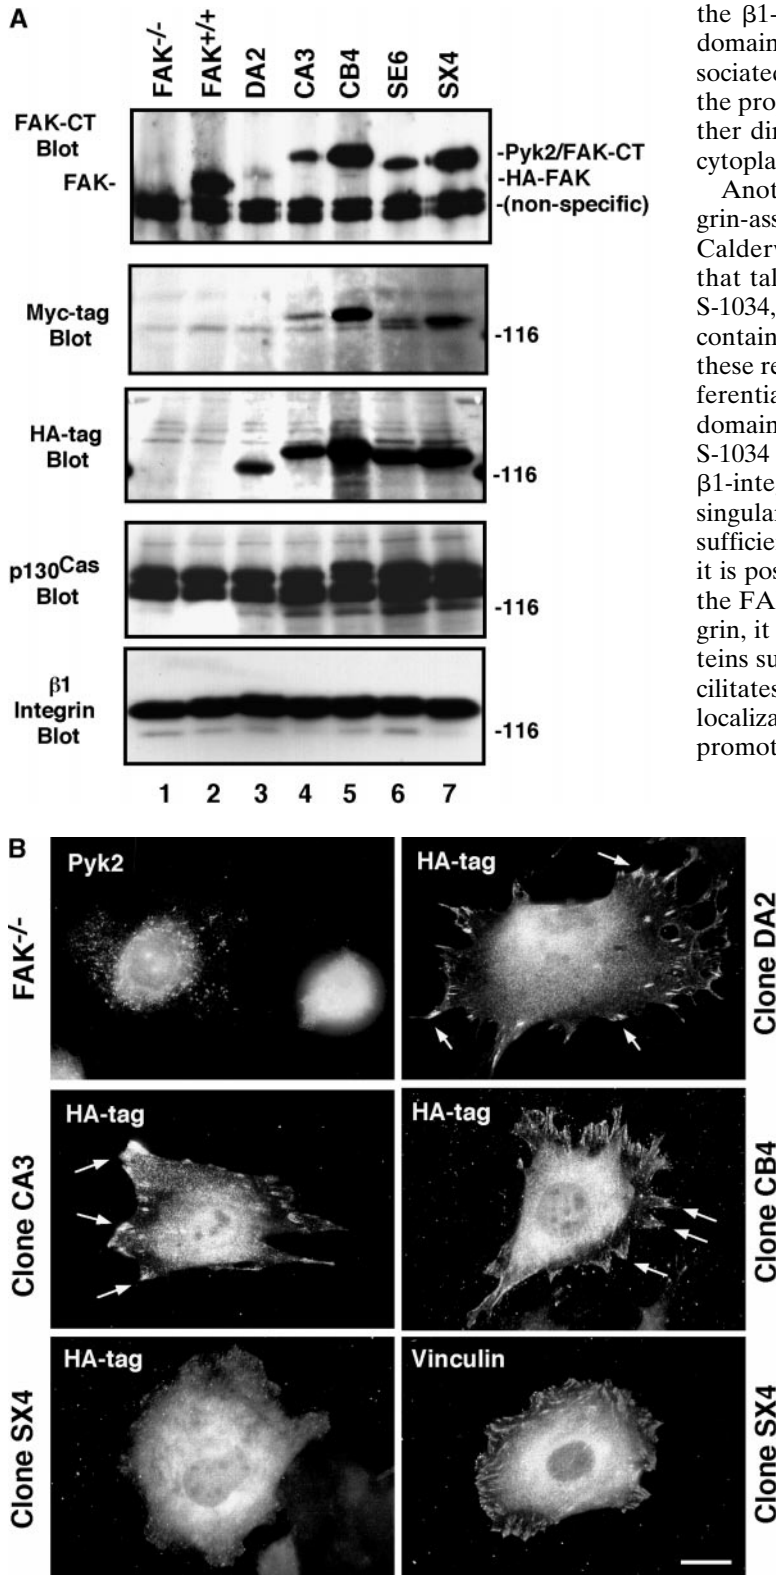 A
FAK-/-
FAK+/+
DA2
CA3
CB4
SE6
SX4
FAK-CT
Blot
FAK-
-Pyk2/FAK-CT
-HA-FAK
-(non-specific)
Myc-tag
Blot
-116
HA-tag
Blot
-116
p130Cas
Blot
-116
β1
Integrin
Blot
-116
1 2 3 4 5 6 7
the β1-
domain
sociated
the pro
ther dir
cytopla
Anot
grin-ass
Calderv
that tal
S-1034,
contain
these re
ferentia
domain
S-1034
β1-inte
singula
sufficie
it is pos
the FA
grin, it
teins su
cilitates
localiza
promot
B
FAK-/-
Pyk2
HA-tag
Clone DA2
Clone CA3
HA-tag
HA-tag
Clone CB4
Clone SX4
HA-tag
Vinculin
Clone SX4